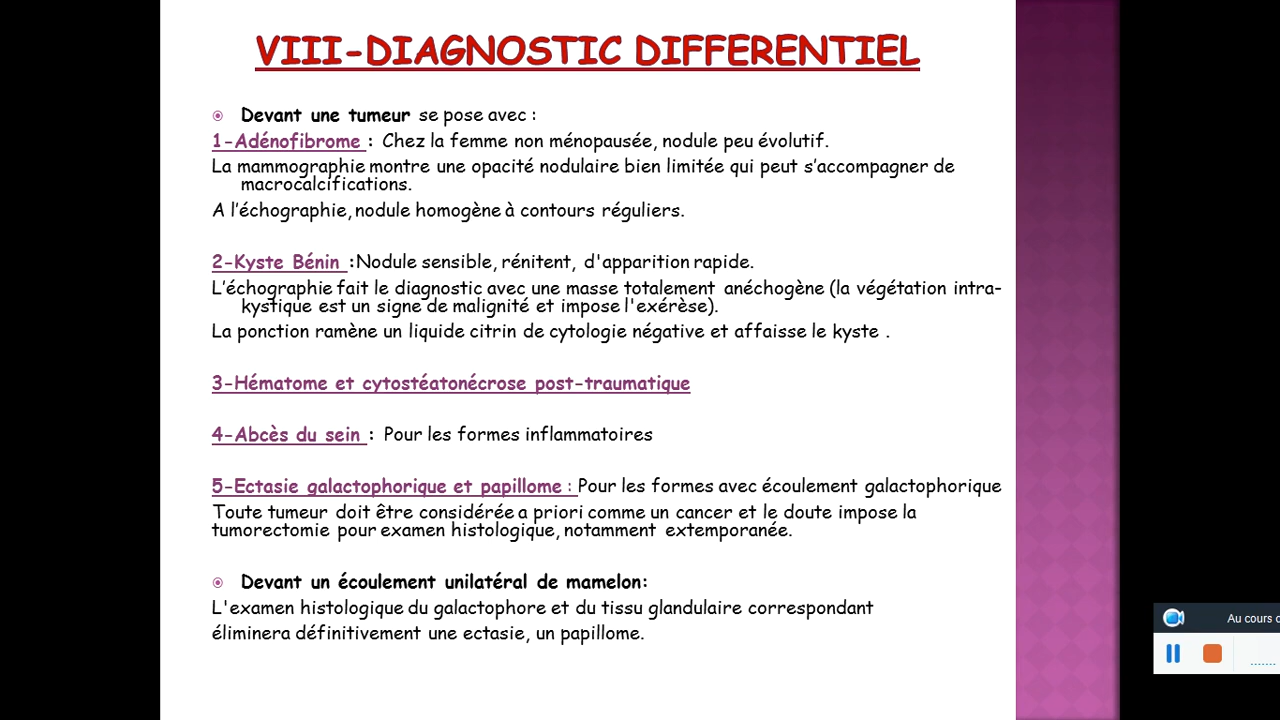 VIII-DIAGNOSTIC DIFFERENTIEL
Devant une tumeur se pose avec :
1-Adénofibrome : Chez la femme non ménopausée, nodule peu évolutif.
La mammographie montre une opacité nodulaire bien limitée qui peut s’accompagner de
macrocalcifications.
A l’échographie, nodule homogène à contours réguliers.
2-Kyste Bénin :Nodule sensible, rénitent, d'apparition rapide.
L’échographie fait le diagnostic avec une masse totalement anéchogène (la végétation intra-
kystique est un signe de malignité et impose l'exérèse).
La ponction ramène un liquide citrin de cytologie négative et affaisse le kyste .
3-Hématome et cytostéatonécrose post-traumatique
4-Abcès du sein : Pour les formes inflammatoires
5-Ectasie galactophorique et papillome : Pour les formes avec écoulement galactophorique
Toute tumeur doit être considérée a priori comme un cancer et le doute impose la
tumorectomie pour examen histologique, notamment extemporanée.
Devant un écoulement unilatéral de mamelon:
L'examen histologique du galactophore et du tissu glandulaire correspondant
éliminera définitivement une ectasie, un papillome.
Au cours